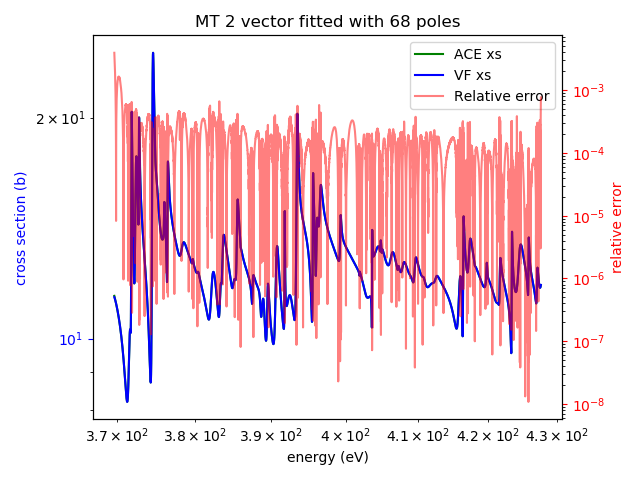 MT 2 vector fitted with 68 poles
ACE xs
VF xs
Relative error
cross section (b)
2 × 10¹
10¹
relative error
10⁻³
10⁻⁴
10⁻⁵
10⁻⁶
10⁻⁷
10⁻⁸
3.7 × 10² 3.8 × 10² 3.9 × 10² 4 × 10² 4.1 × 10² 4.2 × 10² 4.3 × 10²
energy (eV)